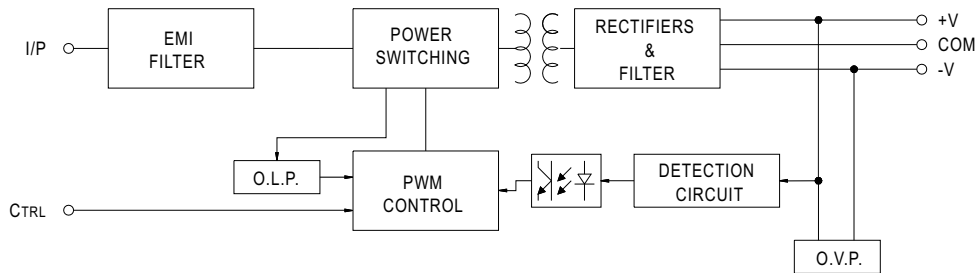 I/P
EMI
FILTER
POWER
SWITCHING
RECTIFIERS
&
FILTER
+V
COM
-V
O.L.P.
PWM
CONTROL
DETECTION
CIRCUIT
CTRL
O.V.P.